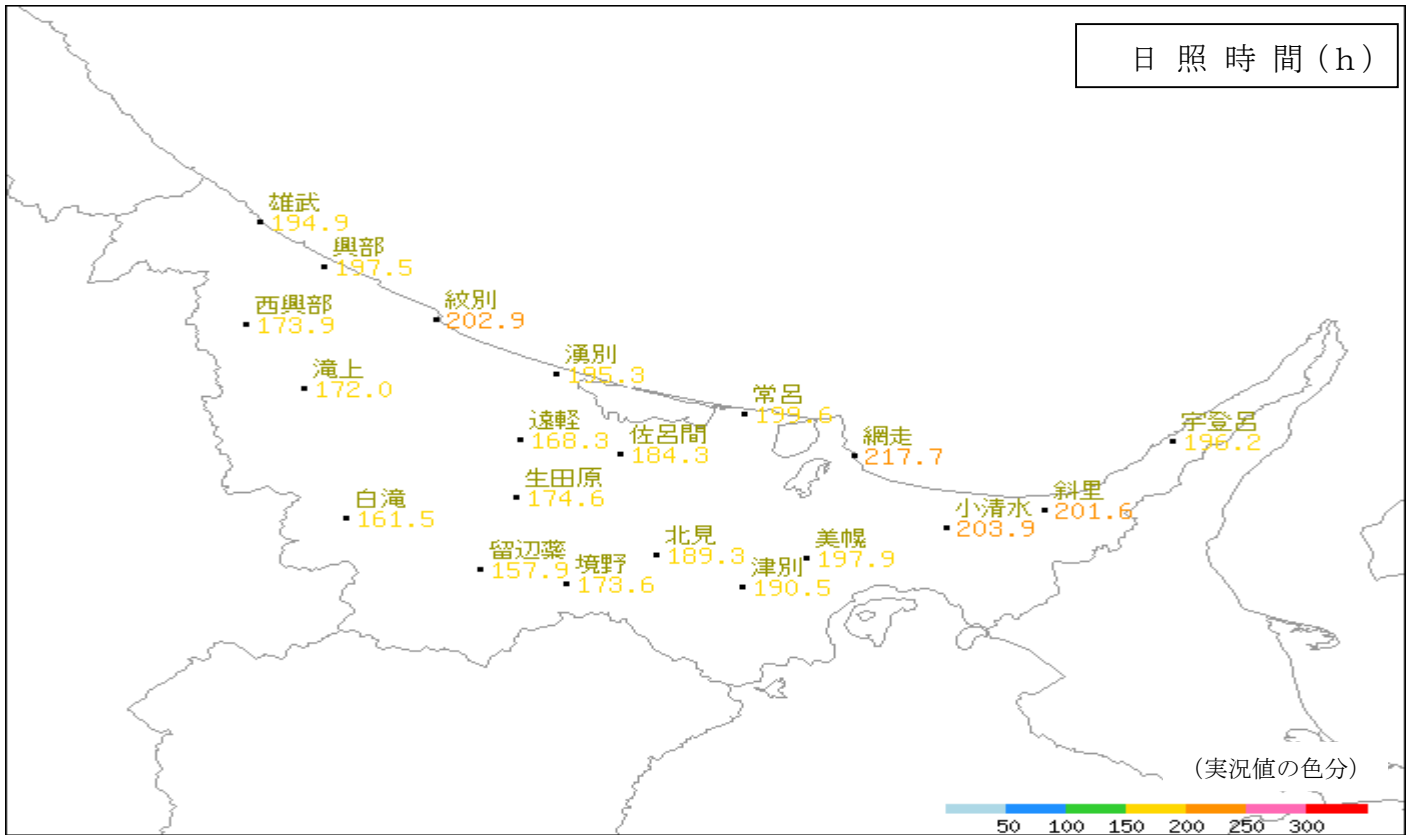 日 照 時 間 (ｈ)
雄武
194.9
興部
197.5
西興部
173.9
紋別
202.9
滝上
172.0
湧別
195.3
常呂
199.6
遠軽
168.3
佐呂間
184.3
網走
217.7
宇登呂
196.2
生田原
174.6
白滝
161.5
小清水
203.9
斜里
201.6
留辺蘂
157.9
境野
173.6
北見
189.3
津別
190.5
美幌
197.9
（実況値の色分）
50 100 150 200 250 300